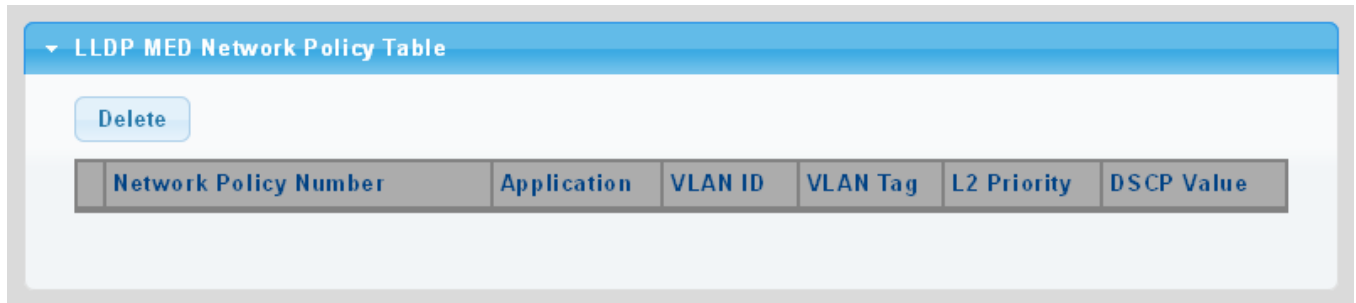 LLDP MED Network Policy Table
Delete
Network Policy Number Application VLAN ID VLAN Tag L2 Priority DSCP Value